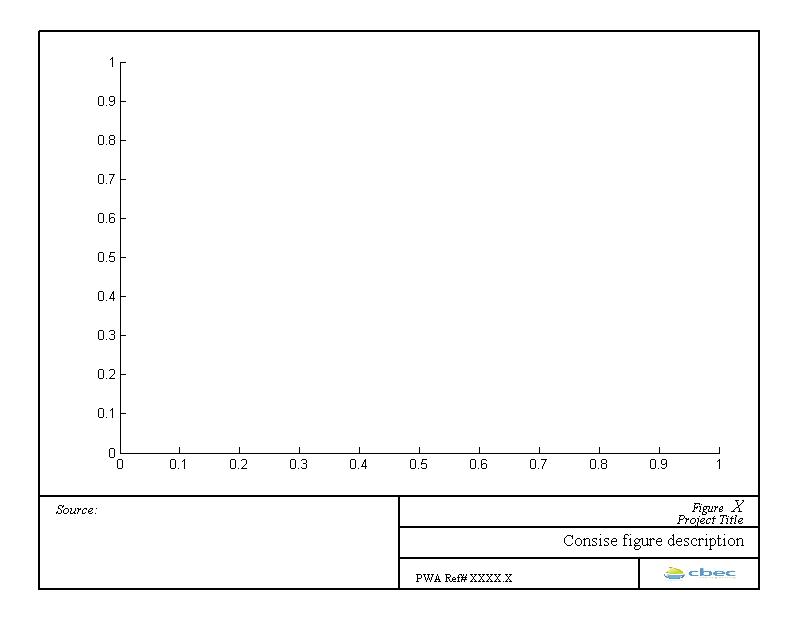 1
0.9
0.8
0.7
0.6
0.5
0.4
0.3
0.2
0.1
0
0 0.1 0.2 0.3 0.4 0.5 0.6 0.7 0.8 0.9 1
Source:
Figure X
Project Title
Consise figure description
PWA Ref# XXXX.X
cbec